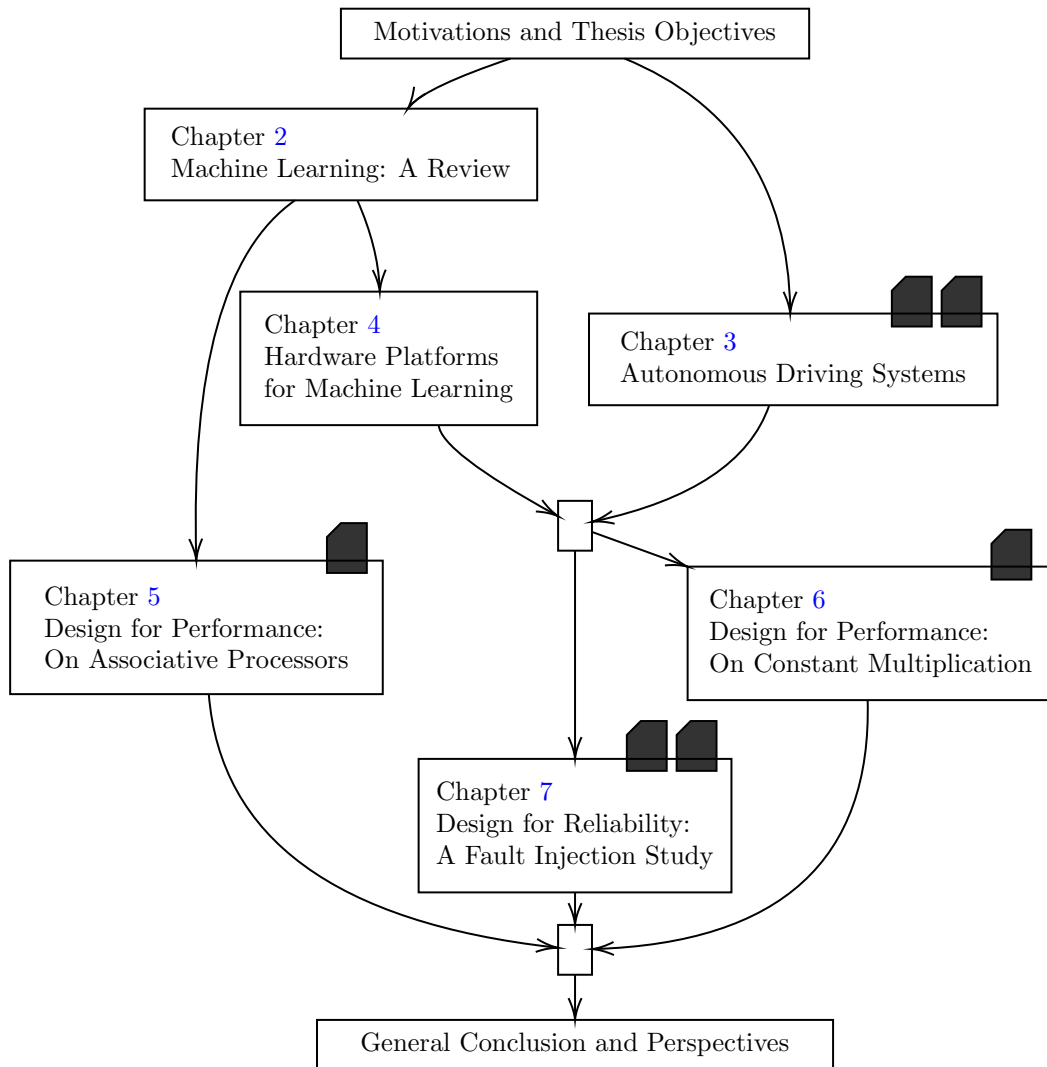 Motivations and Thesis Objectives
Chapter 2
Machine Learning: A Review
Chapter 4
Hardware Platforms
for Machine Learning
Chapter 3
Autonomous Driving Systems
Chapter 5
Design for Performance:
On Associative Processors
Chapter 6
Design for Performance:
On Constant Multiplication
Chapter 7
Design for Reliability:
A Fault Injection Study
General Conclusion and Perspectives